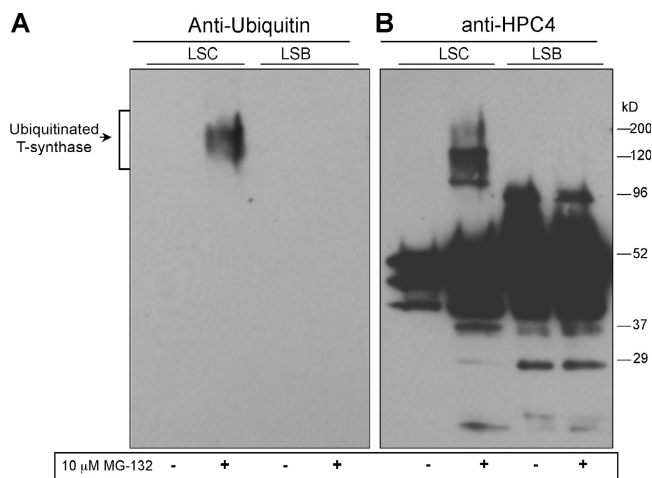 A
Anti-Ubiquitin
B
anti-HPC4
LSC
LSB
LSC
LSB
kD
Ubiquitinated
T-synthase
200
120
96
52
37
29
10 µM MG-132 - + - + - + - +